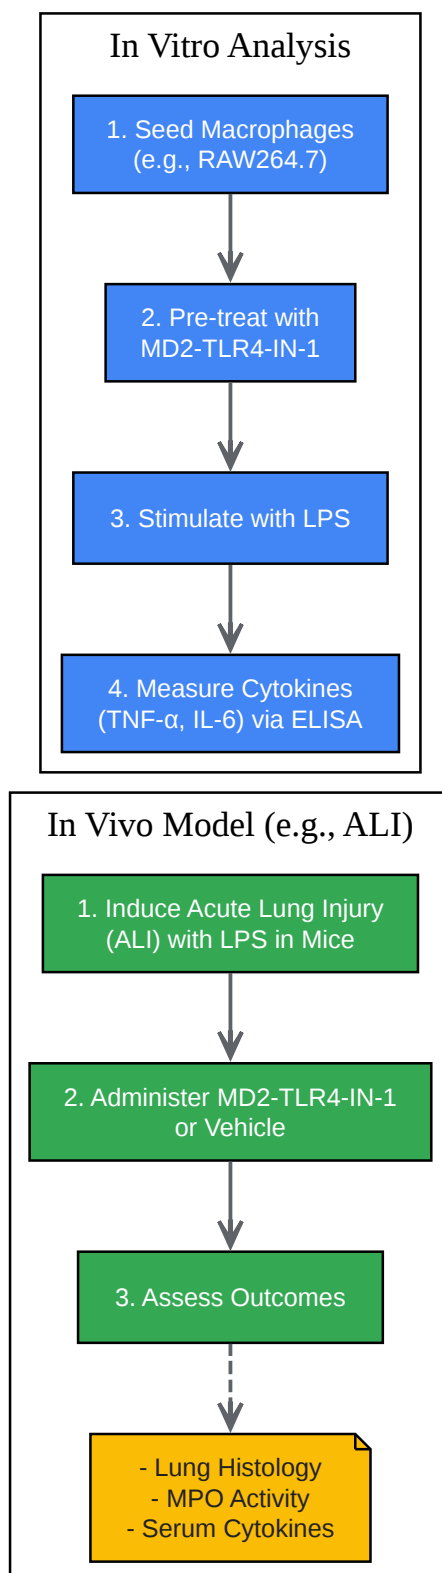 In Vitro Analysis
1. Seed Macrophages
(e.g., RAW264.7)
2. Pre-treat with
MD2-TLR4-IN-1
3. Stimulate with LPS
4. Measure Cytokines
(TNF-α, IL-6) via ELISA
In Vivo Model (e.g., ALI)
1. Induce Acute Lung Injury
(ALI) with LPS in Mice
2. Administer MD2-TLR4-IN-1
or Vehicle
3. Assess Outcomes
- Lung Histology
- MPO Activity
- Serum Cytokines